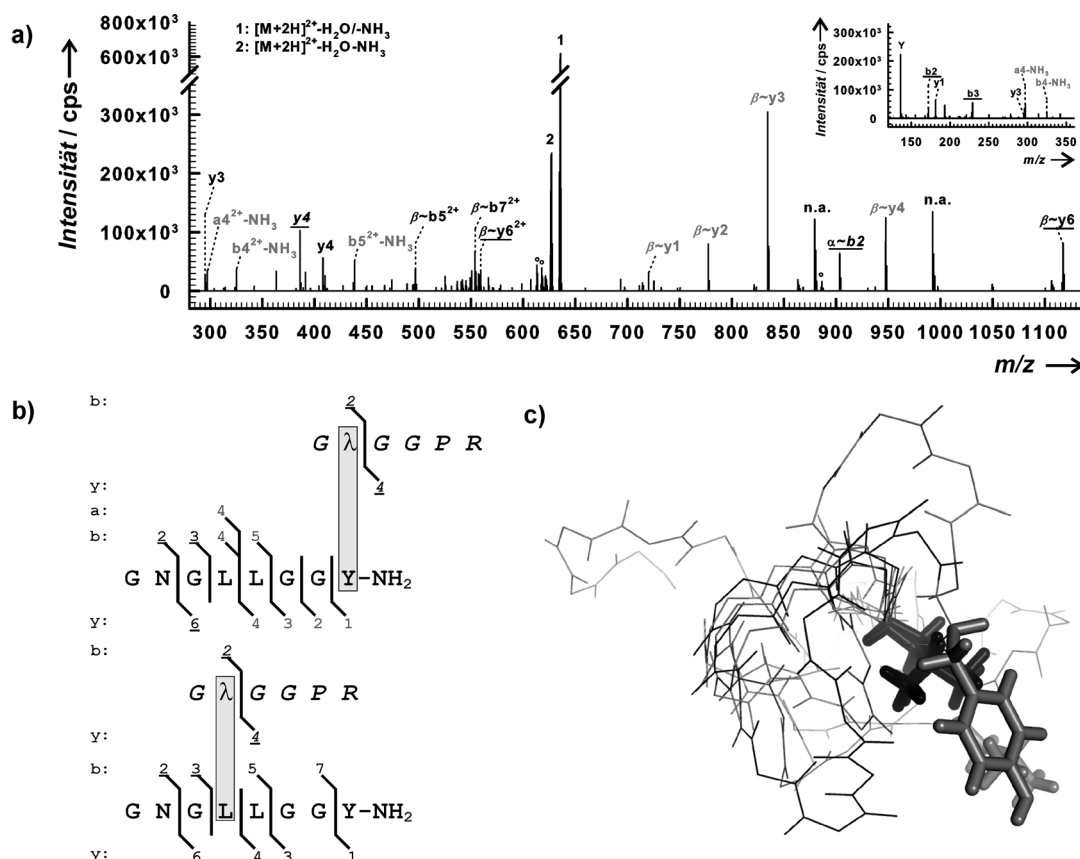 a)
1: [M+2H]²⁺-H₂O/-NH₃
2: [M+2H]²⁺-H₂O-NH₃
Intensität / cps
800x10³
600x10³
300x10³
200x10³
100x10³
0
y3
a4²⁺-NH₃
b4²⁺-NH₃
y4
y4
b5²⁺-NH₃
β~b5²⁺
β~b7²⁺
β~y6²⁺
2
1
β~y1
β~y2
β~y3
n.a.
α~b2
β~y4
n.a.
β~y6
300 350 400 450 500 550 600 650 700 750 800 850 900 950 1000 1050 1100
m/z
Intensität / cps
300x10³
200x10³
100x10³
0
Y
b2
y1
b3
y3
a4-NH₃
b4-NH₃
150 200 250 300 350
m/z
b)
b: 2
G λ G G P R
y: 4
a: 4
b: 2 3 4 5
G N G L L G G Y-NH₂
y: 6 4 3 2 1
b: 2
G λ G G P R
y: 4
b: 2 3 5 7
G N G L L G G Y-NH₂
y: 6 4 3 1
c)